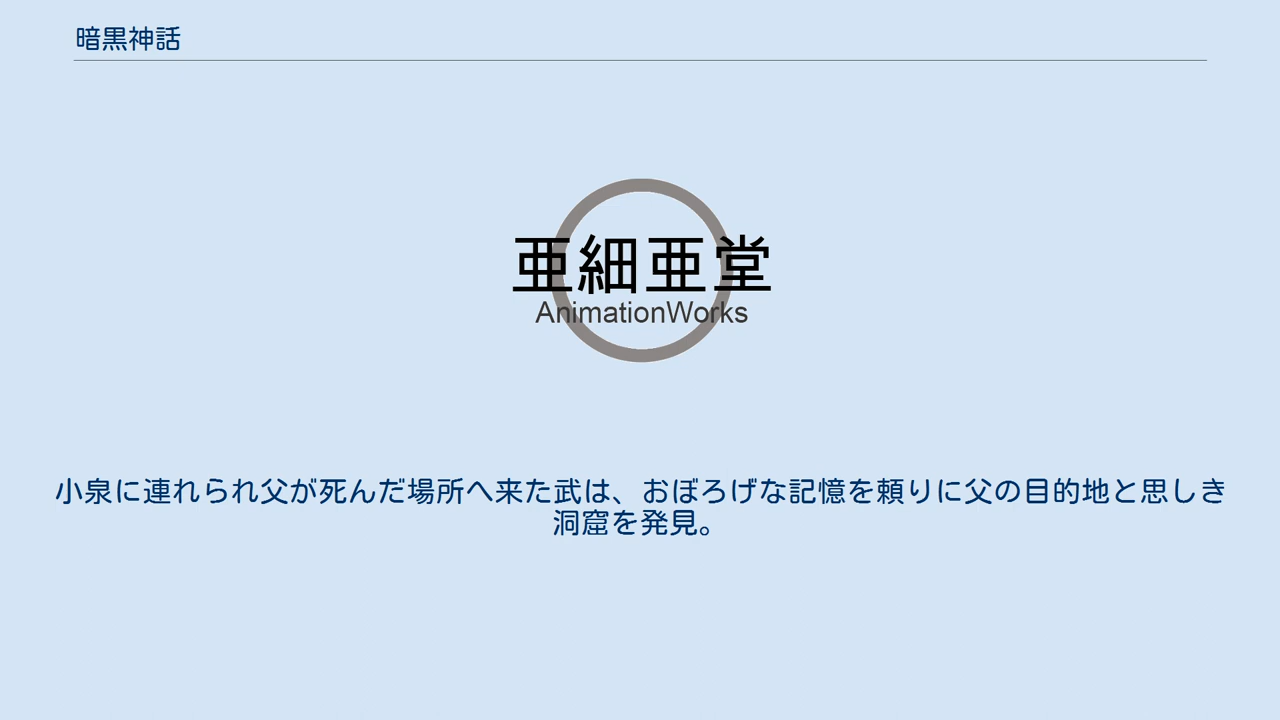 暗黒神話
亜細亜堂
AnimationWorks
小泉に連れられ父が死んだ場所へ来た武は、おぼろげな記憶を頼りに父の目的地と思しき
洞窟を発見。